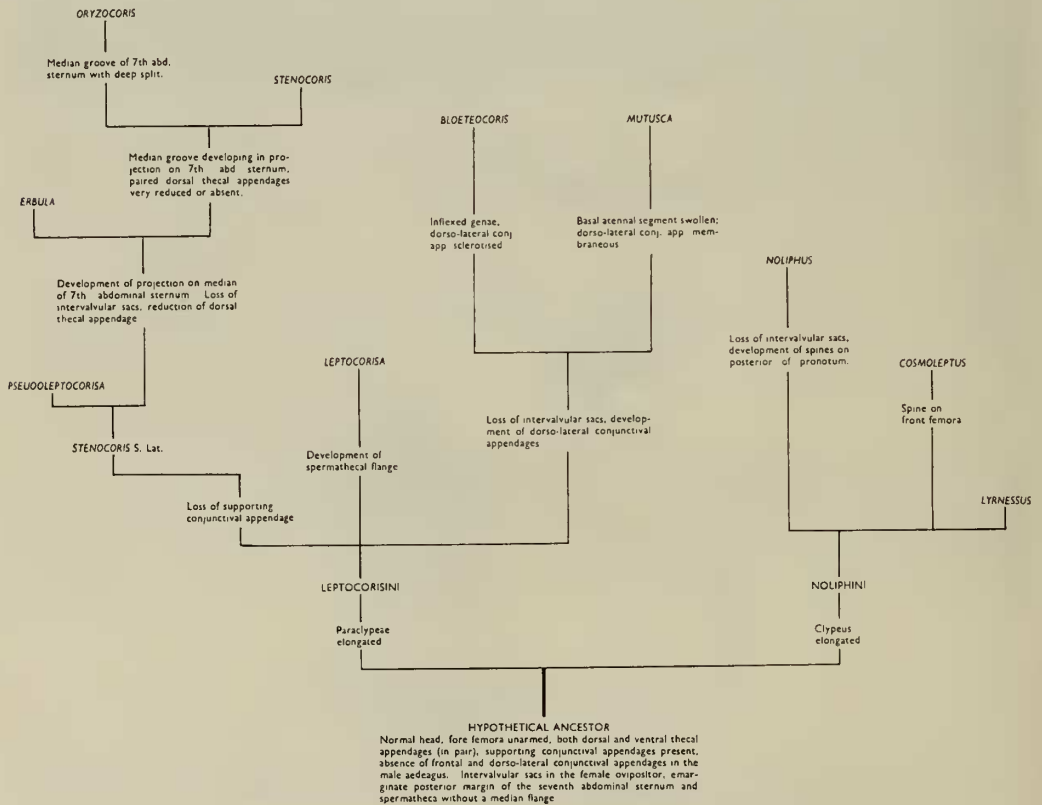 ORYZOCORIS
Median groove of 7th abd.
sternum with deep split.
STENOCORIS
BLOETEOCORIS
MUTUSCA
Median groove developing in pro-
jection on 7th abd sternum,
paired dorsal thecal appendages
very reduced or absent.
ERBULA
Inflexed genae,
dorso-lateral conj
app sclerotised
Basal atennal segment swollen;
dorso-lateral conj. app mem-
braneous
NOLIPHUS
Development of projection on median
of 7th abdominal sternum Loss of
intervalvular sacs, reduction of dorsal
thecal appendage
Loss of intervalvular sacs,
development of spines on
posterior of pronotum.
LEPTOCORISA
COSMOLEPTUS
PSEUOOLEPTOCORISA
Loss of intervalvular sacs, develop-
ment of dorso-lateral conjunctival
appendages
Spine on
front femora
STENOCORIS S. Lat.
Development of
spermathecal flange
LYRNESSUS
Loss of supporting
conjunctival appendage
LEPTOCORISINI
NOLIPHINI
Paraclypeae
elongated
Clypeus
elongated
HYPOTHETICAL ANCESTOR
Normal head, fore femora unarmed, both dorsal and ventral thecal
appendages (in pair), supporting conjunctival appendages present,
absence of frontal and dorso-lateral conjunctival appendages in the
male aedeagus. Intervalvular sacs in the female ovipositor, emar-
ginate posterior margin of the seventh abdominal sternum and
spermatheca without a median flange